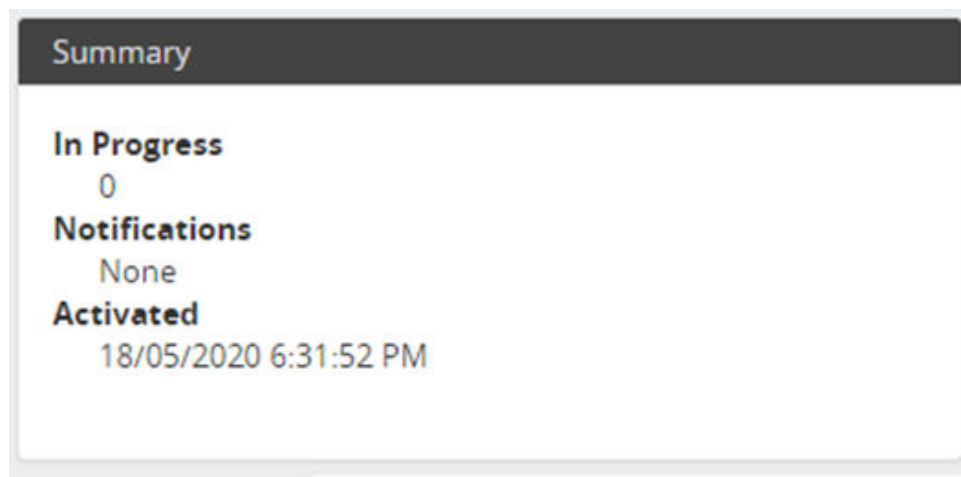 Summary
In Progress
0
Notifications
None
Activated
18/05/2020 6:31:52 PM